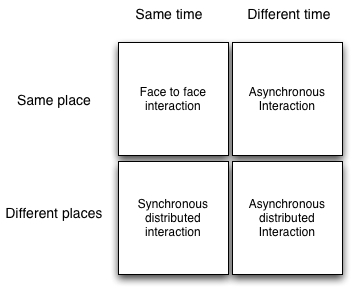 Same time
Different time
Same place
Face to face
interaction
Asynchronous
Interaction
Different places
Synchronous
distributed
interaction
Asynchronous
distributed
Interaction